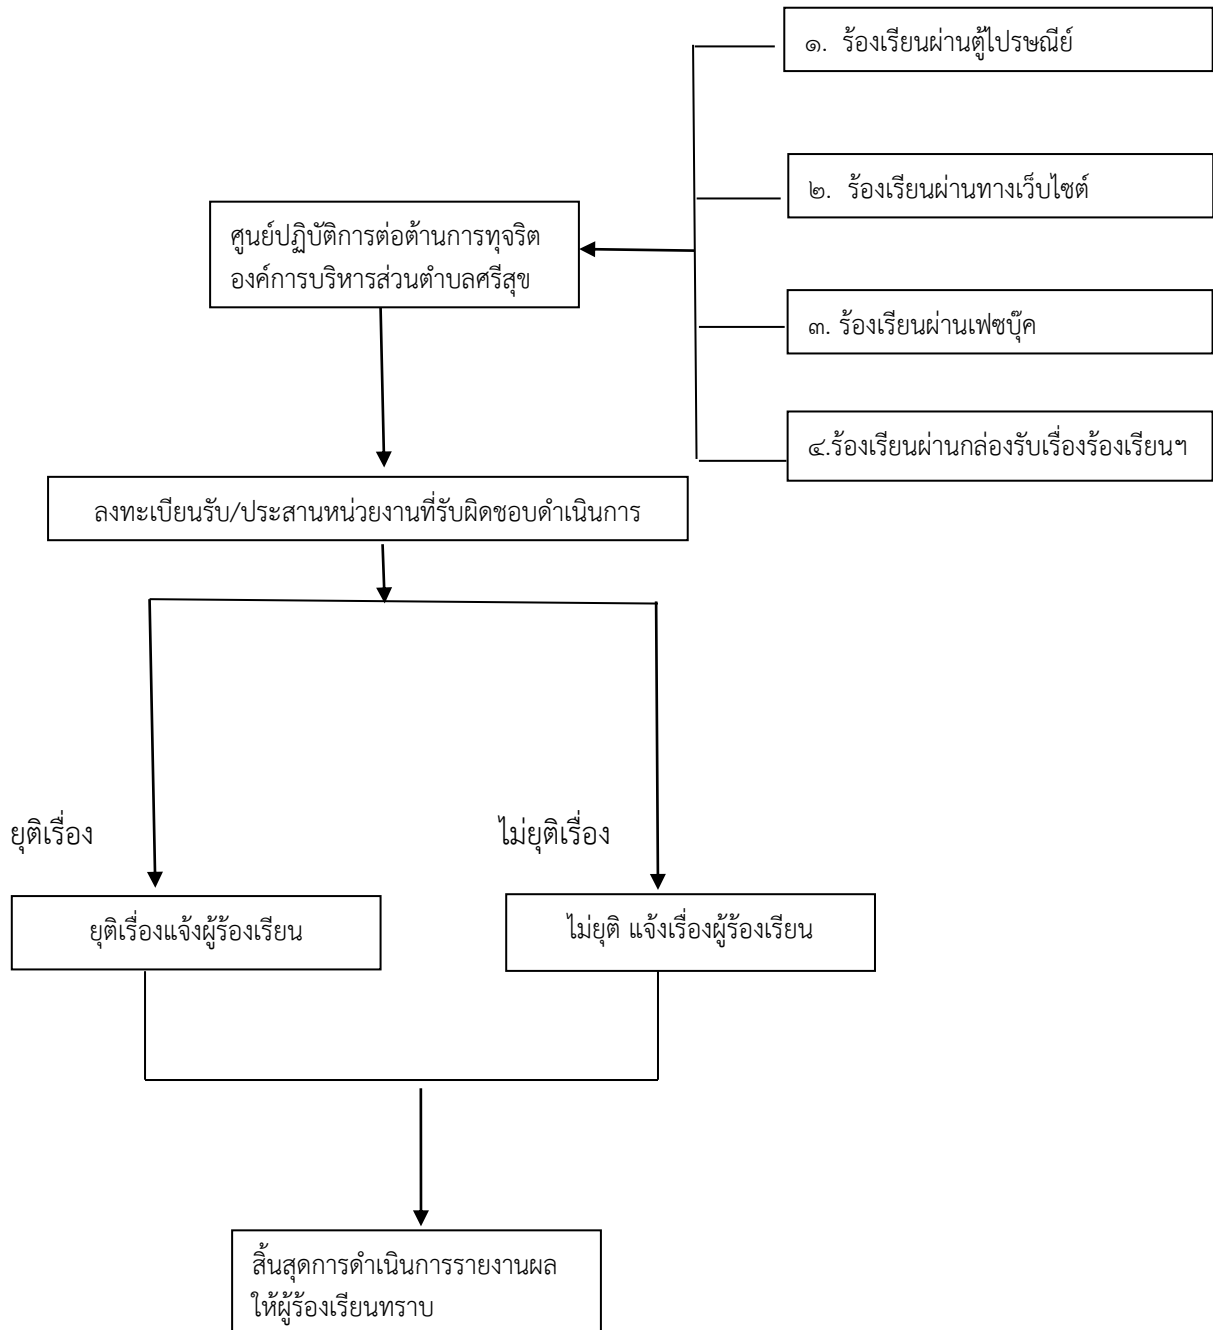 ๑.  ร้องเรียนผ่านตู้ไปรษณีย์
๒.  ร้องเรียนผ่านทางเว็บไซต์
ศูนย์ปฏิบัติการต่อต้านการทุจริต
องค์การบริหารส่วนตำบลศรีสุข
๓. ร้องเรียนผ่านเฟซบุ๊ค
๔.ร้องเรียนผ่านกล่องรับเรื่องร้องเรียนฯ
ลงทะเบียนรับ/ประสานหน่วยงานที่รับผิดชอบดำเนินการ
ยุติเรื่อง
ไม่ยุติเรื่อง
ยุติเรื่องแจ้งผู้ร้องเรียน
ไม่ยุติ แจ้งเรื่องผู้ร้องเรียน
สิ้นสุดการดำเนินการรายงานผล
ให้ผู้ร้องเรียนทราบ